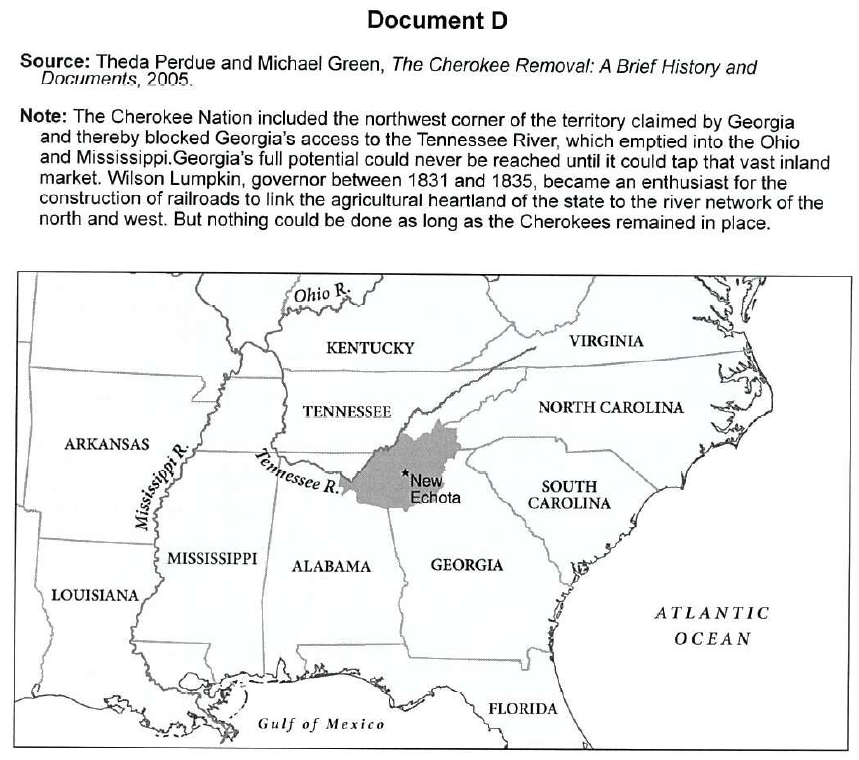 Document D
Source: Theda Perdue and Michael Green, The Cherokee Removal: A Brief History and
Documents, 2005.
Note: The Cherokee Nation included the northwest corner of the territory claimed by Georgia
and thereby blocked Georgia's access to the Tennessee River, which emptied into the Ohio
and Mississippi.Georgia's full potential could never be reached until it could tap that vast inland
market. Wilson Lumpkin, governor between 1831 and 1835, became an enthusiast for the
construction of railroads to link the agricultural heartland of the state to the river network of the
north and west. But nothing could be done as long as the Cherokees remained in place.
Ohio R.
KENTUCKY
VIRGINIA
TENNESSEE
NORTH CAROLINA
ARKANSAS
Mississippi R.
Tennessee R.
New
Echota
SOUTH
CAROLINA
MISSISSIPPI
ALABAMA
GEORGIA
LOUISIANA
ATLANTIC
OCEAN
FLORIDA
Gulf of Mexico